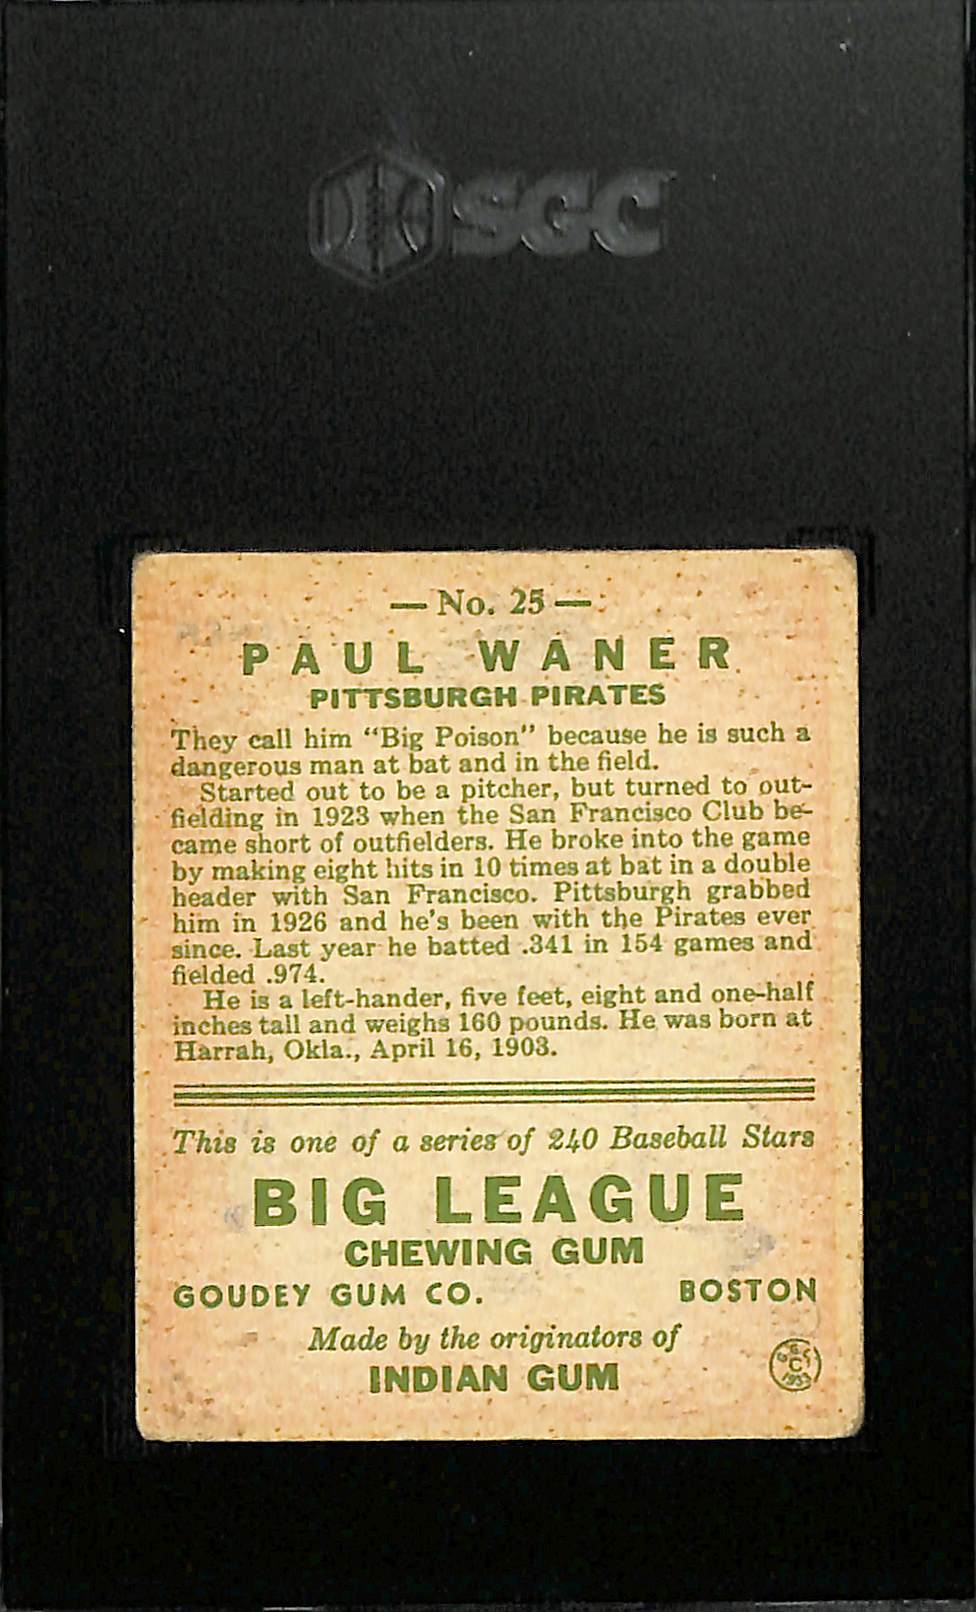 SGC
— No. 25 —
PAUL WANER
PITTSBURGH PIRATES
They call him "Big Poison" because he is such a
dangerous man at bat and in the field.
Started out to be a pitcher, but turned to out-
fielding in 1923 when the San Francisco Club be-
came short of outfielders. He broke into the game
by making eight hits in 10 times at bat in a double
header with San Francisco. Pittsburgh grabbed
him in 1926 and he's been with the Pirates ever
since. Last year he batted .341 in 154 games and
fielded .974.
He is a left-hander, five feet, eight and one-half
inches tall and weighs 160 pounds. He was born at
Harrah, Okla., April 16, 1903.
This is one of a series of 240 Baseball Stars
BIG LEAGUE
CHEWING GUM
GOUDEY GUM CO. BOSTON
Made by the originators of
INDIAN GUM
C
1933